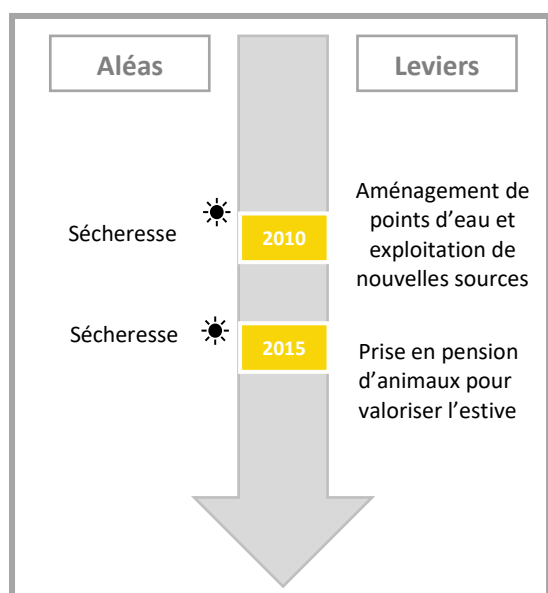 Aléas
Leviers
Sécheresse
2010
Aménagement de
points d'eau et
exploitation de
nouvelles sources
Sécheresse
2015
Prise en pension
d'animaux pour
valoriser l'estive